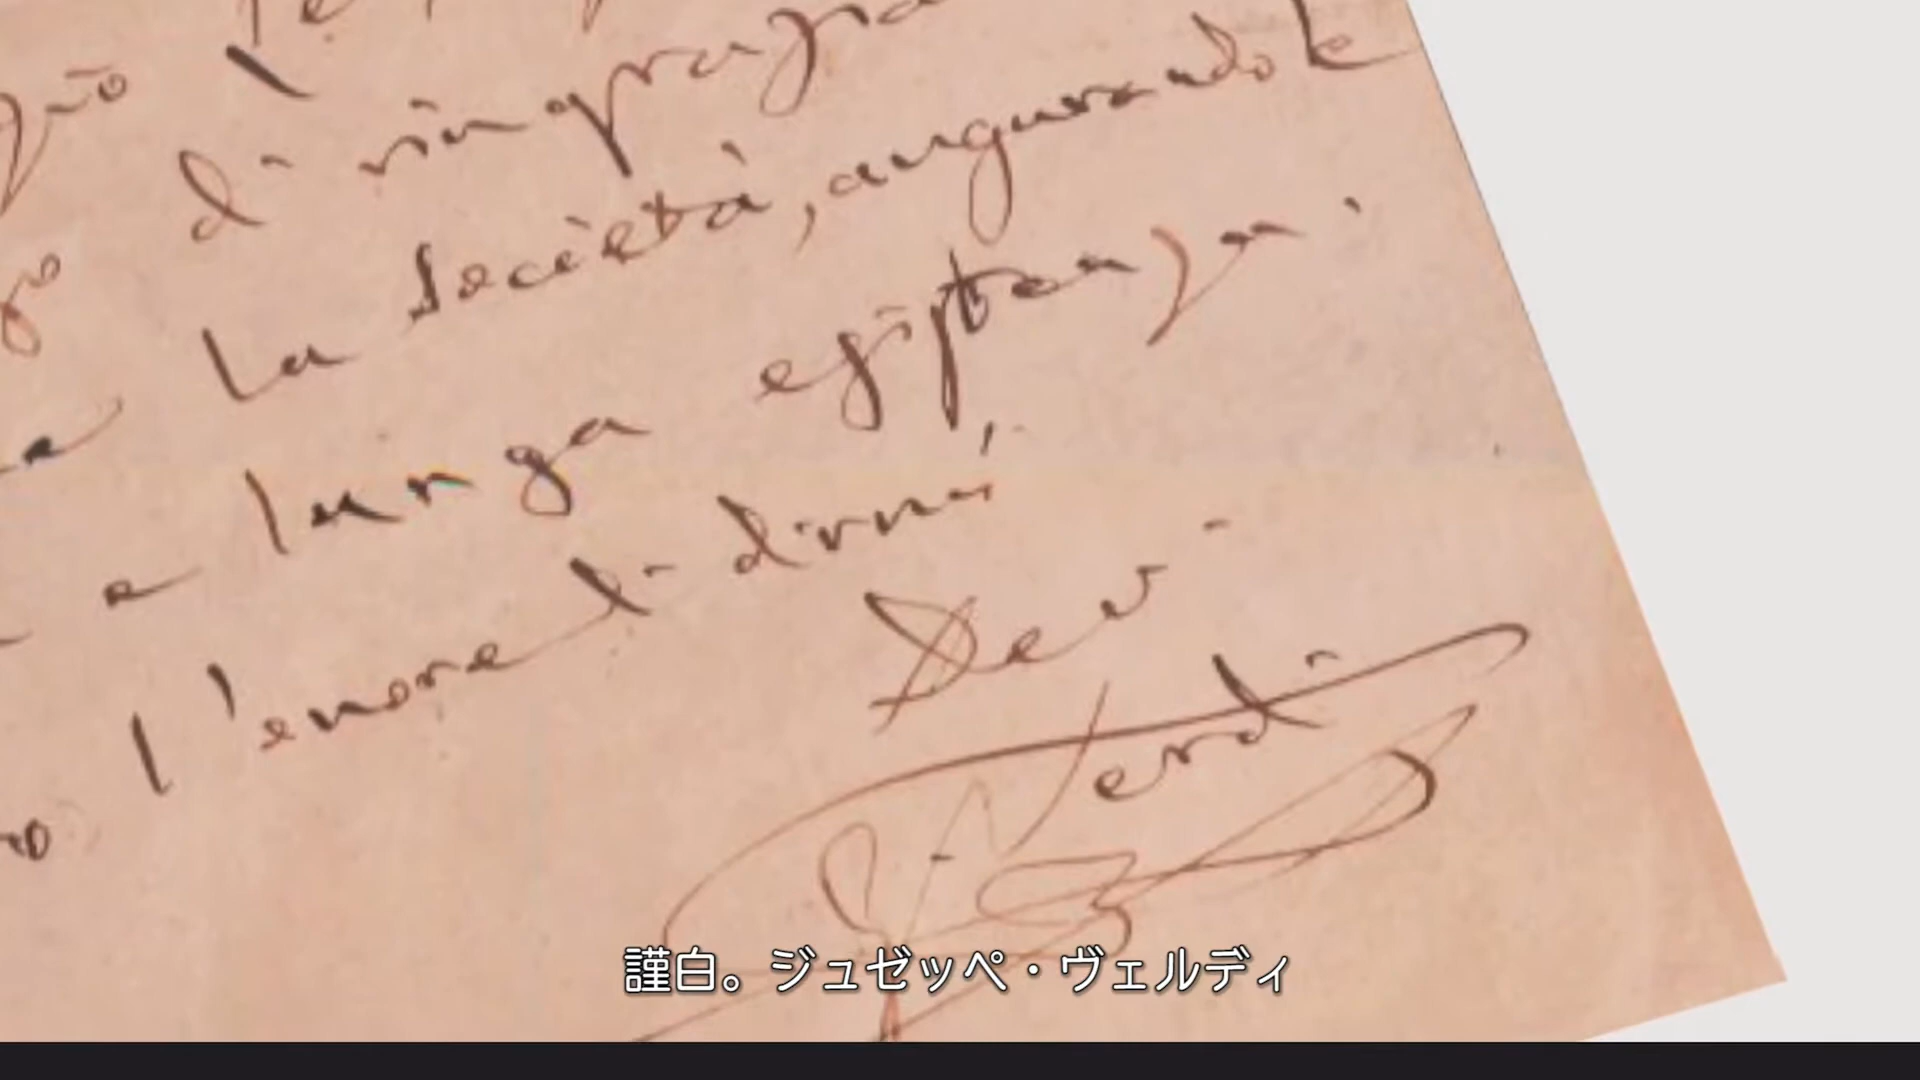 di ringrazia
la Società, augurandole
a lunga esistenza.
l'onore di dirmi
Dev
G. Verdi
謹白。ジュゼッペ・ヴェルディ